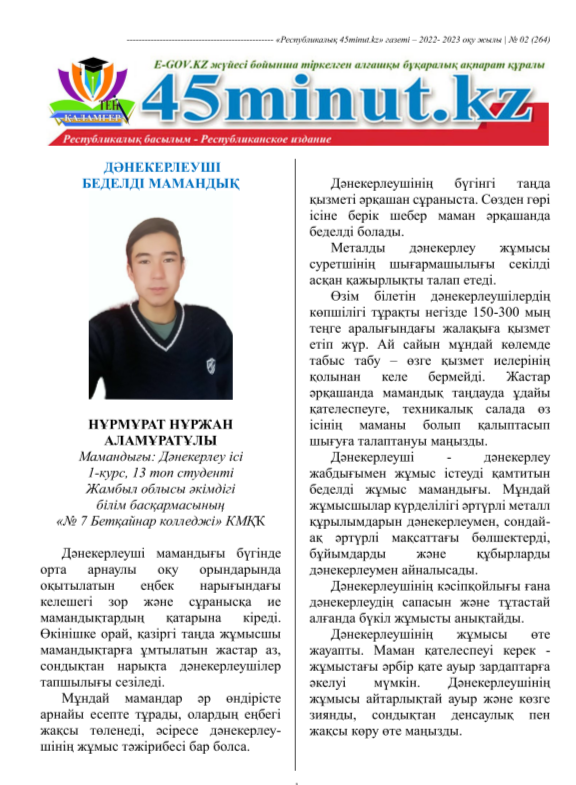 «Республикалық 45minut.kz» газеті – 2022- 2023 оқу жылы | № 02 (264)
E-GOV.KZ жүйесі бойынша тіркелген алғашқы бұқаралық ақпарат құралы
ТЕҢ
ҚАЛАМГЕР
45minut.kz
Республикалық басылым - Республиканское издание
ДӘНЕКЕРЛЕУШІ
БЕДЕЛДІ МАМАНДЫҚ
НҰРМҰРАТ НҰРЖАН
АЛАМҰРАТҰЛЫ
Мамандығы: Дәнекерлеу ісі
1-курс, 13 топ студенті
Жамбыл облысы әкімдігі
білім басқармасының
«№ 7 Бетқайнар колледжі» КМҚК
Дәнекерлеуші мамандығы бүгінде
орта арнаулы оқу орындарында
оқытылатын еңбек нарығындағы
келешегі зор және сұранысқа ие
мамандықтардың қатарына кіреді.
Өкінішке орай, қазіргі таңда жұмысшы
мамандықтарға ұмтылатын жастар аз,
сондықтан нарықта дәнекерлеушілер
тапшылығы сезіледі.
Мұндай мамандар әр өндірісте
арнайы есепте тұрады, олардың еңбегі
жақсы төленеді, әсіресе дәнекерлеу-
шінің жұмыс тәжірибесі бар болса.
Дәнекерлеушінің бүгінгі таңда
қызметі әрқашан сұраныста. Сөзден гөрі
ісіне берік шебер маман әрқашанда
беделді болады.
Металды дәнекерлеу жұмысы
суретшінің шығармашылығы секілді
асқан қажырлықты талап етеді.
Өзім білетін дәнекерлеушілердің
көпшілігі тұрақты негізде 150-300 мың
теңге аралығындағы жалақыға қызмет
етіп жүр. Ай сайын мұндай көлемде
табыс табу – өзге қызмет иелерінің
қолынан келе бермейді. Жастар
әрқашанда мамандық таңдауда ұдайы
қателеспеуге, техникалық салада өз
ісінің маманы болып қалыптасып
шығуға талаптануы маңызды.
Дәнекерлеуші - дәнекерлеу
жабдығымен жұмыс істеуді қамтитын
беделді жұмыс мамандығы. Мұндай
жұмысшылар күрделілігі әртүрлі металл
құрылымдарын дәнекерлеумен, сондай-
ақ әртүрлі мақсаттағы бөлшектерді,
бұйымдарды және құбырларды
дәнекерлеумен айналысады.
Дәнекерлеушінің кәсіпқойлығы ғана
дәнекерлеудің сапасын және тұтастай
алғанда бүкіл жұмысты анықтайды.
Дәнекерлеушінің жұмысы өте
жауапты. Маман қателеспеуі керек -
жұмыстағы әрбір қате ауыр зардаптарға
әкелуі мүмкін. Дәнекерлеушінің
жұмысы айтарлықтай ауыр және көзге
зиянды, сондықтан денсаулық пен
жақсы көру өте маңызды.